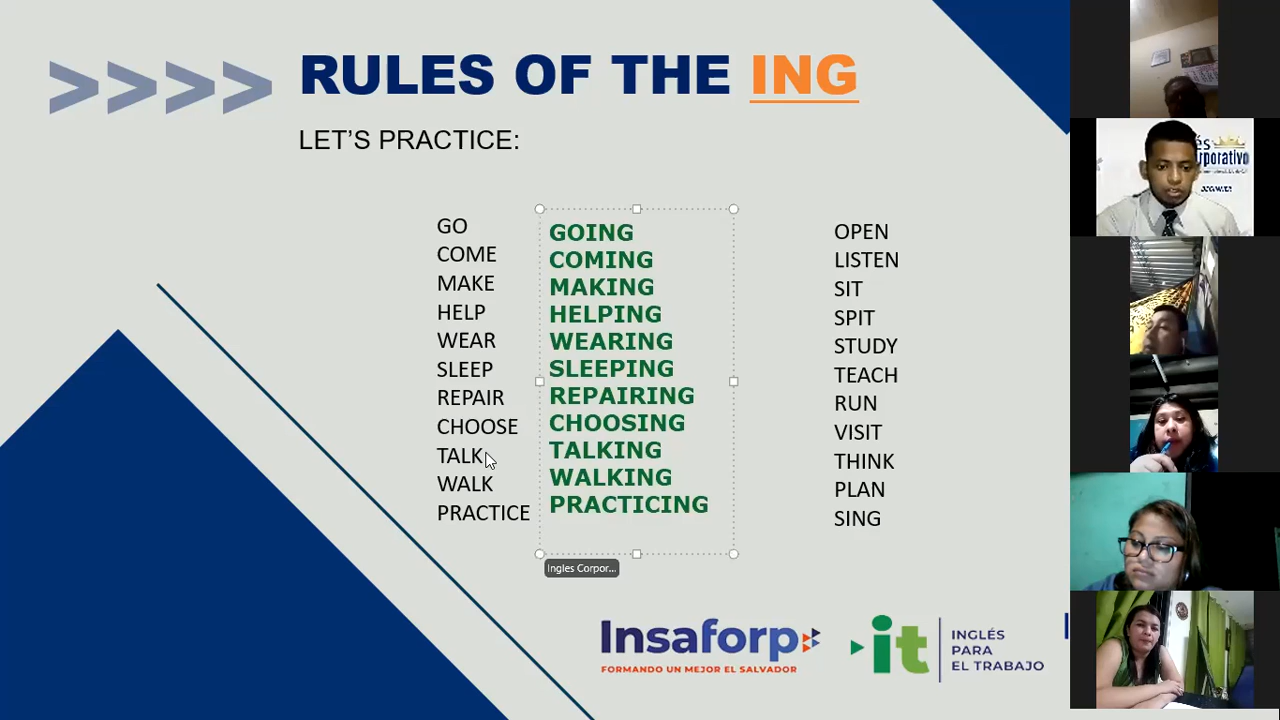 >>>> RULES OF THE ING
LET'S PRACTICE:
GO
COME
MAKE
HELP
WEAR
SLEEP
REPAIR
CHOOSE
TALK
WALK
PRACTICE
GOING
COMING
MAKING
HELPING
WEARING
SLEEPING
REPAIRING
CHOOSING
TALKING
WALKING
PRACTICING
OPEN
LISTEN
SIT
SPIT
STUDY
TEACH
RUN
VISIT
THINK
PLAN
SING
Ingles Corpor...
Insaforp
FORMANDO UN MEJOR EL SALVADOR
it
INGLÉS
PARA
EL TRABAJO
és
rporativo